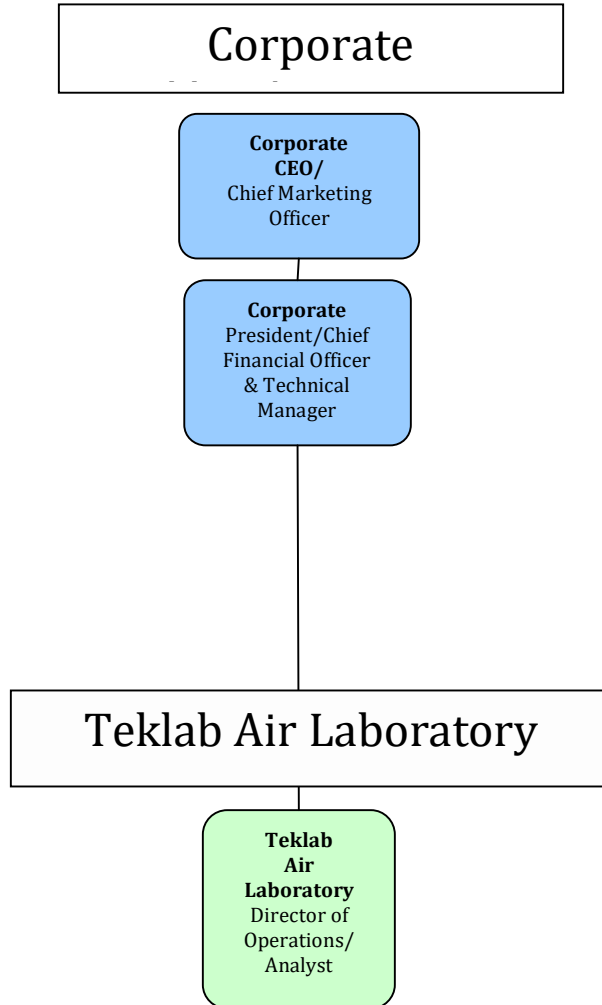 Corporate
Corporate
CEO/
Chief Marketing
Officer
Corporate
President/Chief
Financial Officer
& Technical
Manager
Teklab Air Laboratory
Teklab
Air
Laboratory
Director of
Operations/
Analyst